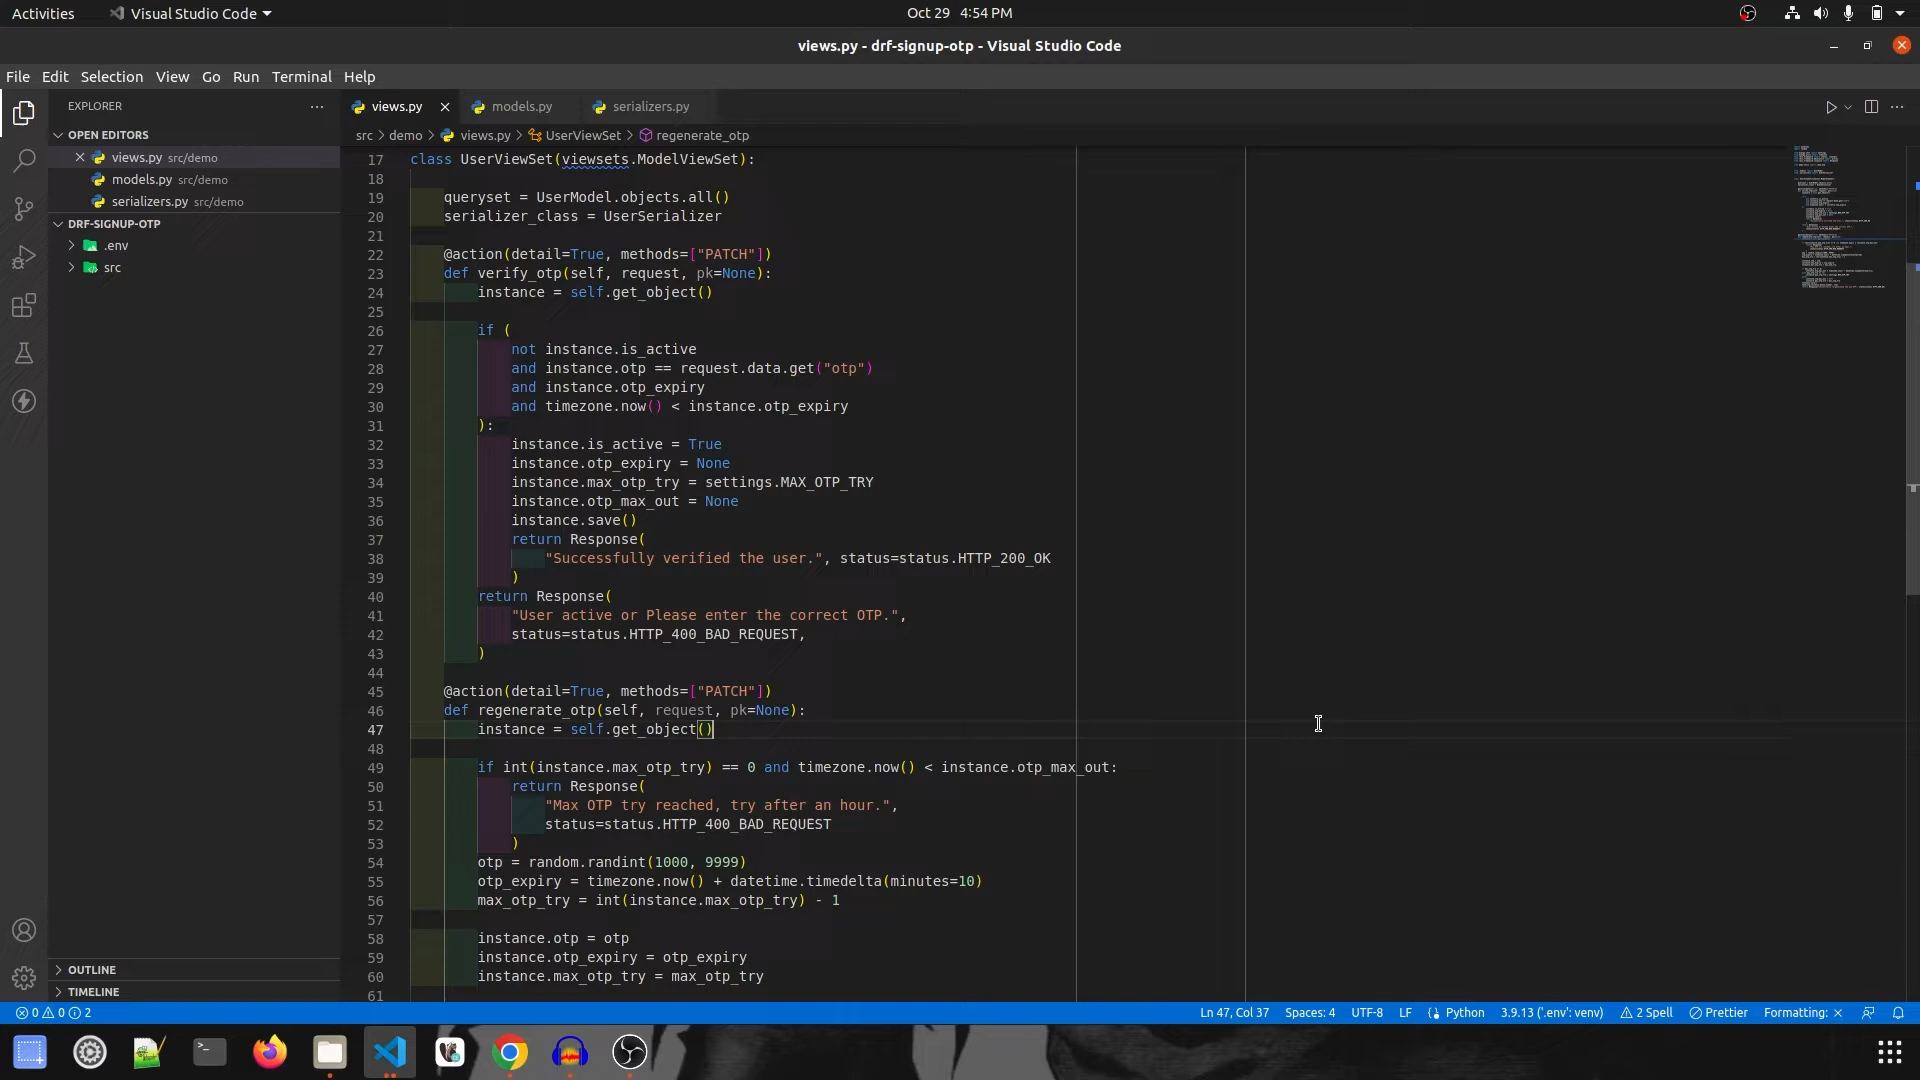 Activities
Visual Studio Code
Oct 29 4:54 PM
views.py - drf-signup-otp - Visual Studio Code
File Edit Selection View Go Run Terminal Help
EXPLORER
OPEN EDITORS
views.py src/demo
models.py src/demo
serializers.py src/demo
DRF-SIGNUP-OTP
.env
src
OUTLINE
TIMELINE
views.py models.py serializers.py
src > demo > views.py > UserViewSet > regenerate_otp
17 class UserViewSet(viewsets.ModelViewSet):
18
19 queryset = UserModel.objects.all()
20 serializer_class = UserSerializer
21
22 @action(detail=True, methods=["PATCH"])
23 def verify_otp(self, request, pk=None):
24 instance = self.get_object()
25
26 if (
27 not instance.is_active
28 and instance.otp == request.data.get("otp")
29 and instance.otp_expiry
30 and timezone.now() < instance.otp_expiry
31 ):
32 instance.is_active = True
33 instance.otp_expiry = None
34 instance.max_otp_try = settings.MAX_OTP_TRY
35 instance.otp_max_out = None
36 instance.save()
37 return Response(
38 "Successfully verified the user.", status=status.HTTP_200_OK
39 )
40 return Response(
41 "User active or Please enter the correct OTP.",
42 status=status.HTTP_400_BAD_REQUEST,
43 )
44
45 @action(detail=True, methods=["PATCH"])
46 def regenerate_otp(self, request, pk=None):
47 instance = self.get_object()
48
49 if int(instance.max_otp_try) == 0 and timezone.now() < instance.otp_max_out:
50 return Response(
51 "Max OTP try reached, try after an hour.",
52 status=status.HTTP_400_BAD_REQUEST
53 )
54 otp = random.randint(1000, 9999)
55 otp_expiry = timezone.now() + datetime.timedelta(minutes=10)
56 max_otp_try = int(instance.max_otp_try) - 1
57
58 instance.otp = otp
59 instance.otp_expiry = otp_expiry
60 instance.max_otp_try = max_otp_try
61
0 0 2
Ln 47, Col 37 Spaces: 4 UTF-8 LF Python 3.9.13 ('.env': venv) 2 Spell Prettier Formatting: ×